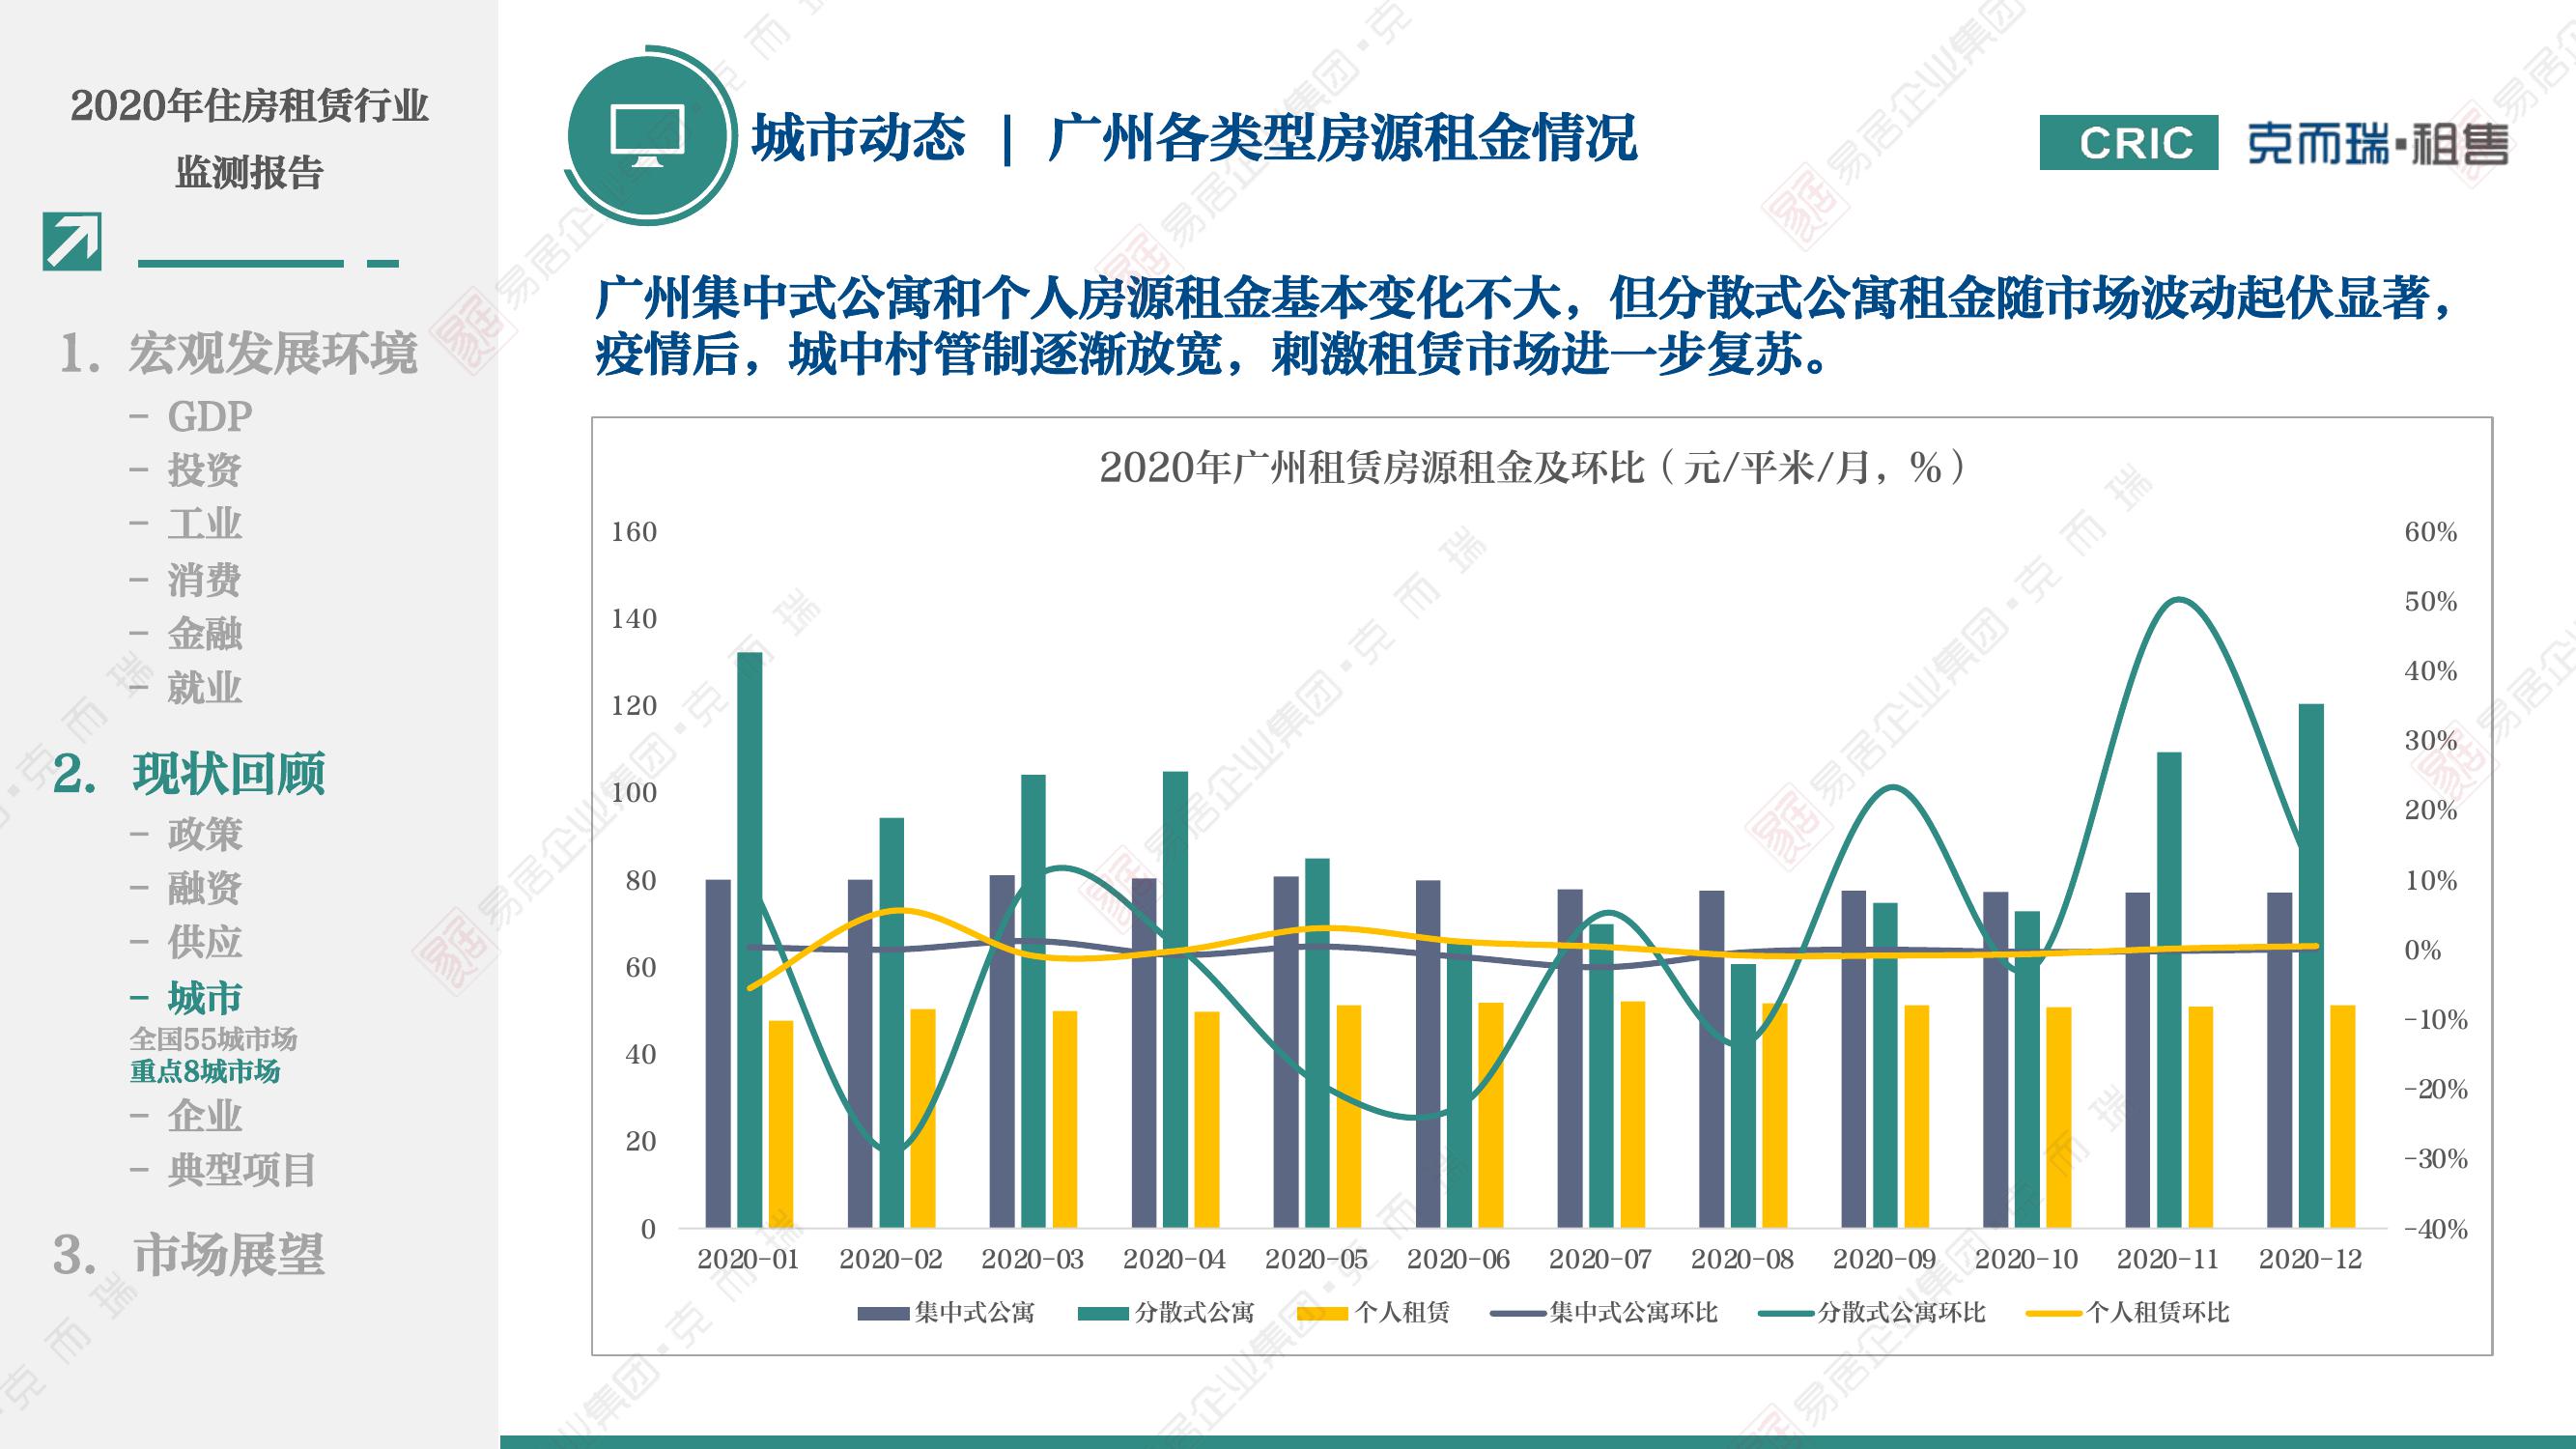 2020年住房租赁行业
监测报告
1. 宏观发展环境
– GDP
– 投资
– 工业
– 消费
– 金融
– 就业
2. 现状回顾
– 政策
– 融资
– 供应
– 城市
全国55城市场
重点8城市场
– 企业
– 典型项目
3. 市场展望
城市动态 | 广州各类型房源租金情况
CRIC 克而瑞·租售
广州集中式公寓和个人房源租金基本变化不大，但分散式公寓租金随市场波动起伏显著，
疫情后，城中村管制逐渐放宽，刺激租赁市场进一步复苏。
2020年广州租赁房源租金及环比（元/平米/月，%）
160
140
120
100
80
60
40
20
0
60%
50%
40%
30%
20%
10%
0%
-10%
-20%
-30%
-40%
2020-01 2020-02 2020-03 2020-04 2020-05 2020-06 2020-07 2020-08 2020-09 2020-10 2020-11 2020-12
集中式公寓 分散式公寓 个人租赁 集中式公寓环比 分散式公寓环比 个人租赁环比
易居企业集团·克而瑞